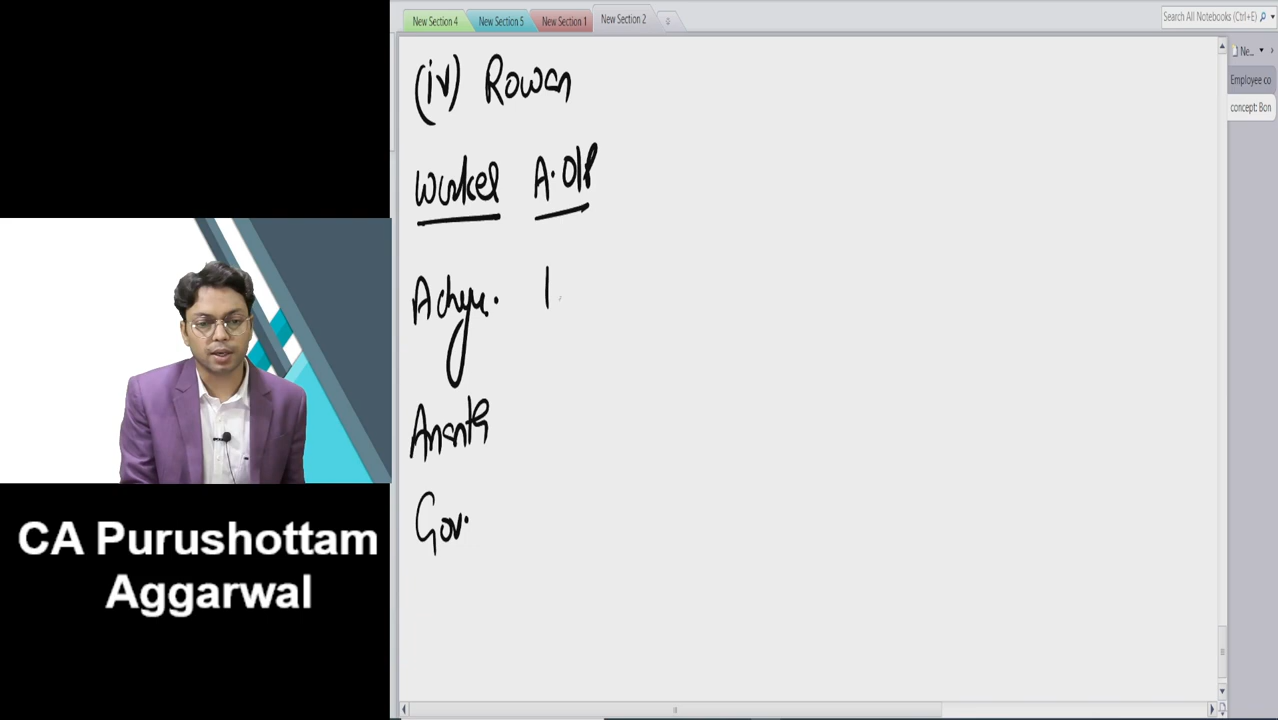 New Section 4 New Section 5 New Section 1 New Section 2
Search All Notebooks (Ctrl+E)
Ne...
Employee co
concept: Bon
(iv) Rowan
Worker A.O/P
Achyu. 1
Ananth
Gov.
CA Purushottam
Aggarwal